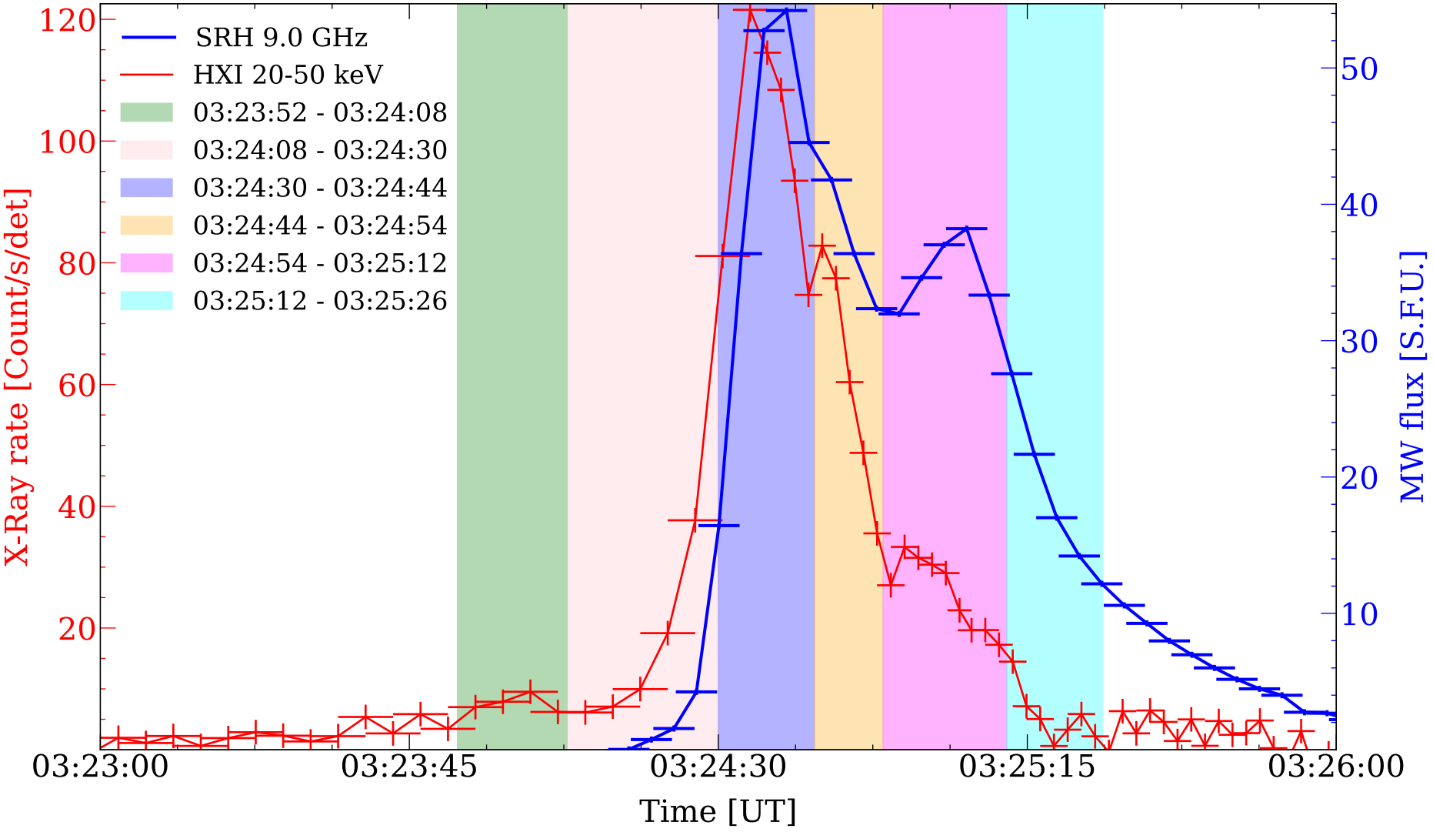 SRH 9.0 GHz
HXI 20-50 keV
03:23:52 - 03:24:08
03:24:08 - 03:24:30
03:24:30 - 03:24:44
03:24:44 - 03:24:54
03:24:54 - 03:25:12
03:25:12 - 03:25:26
X-Ray rate [Count/s/det]
120
100
80
60
40
20
50
40
30
20
10
MW flux [S.F.U.]
03:23:00 03:23:45 03:24:30 03:25:15 03:26:00
Time [UT]